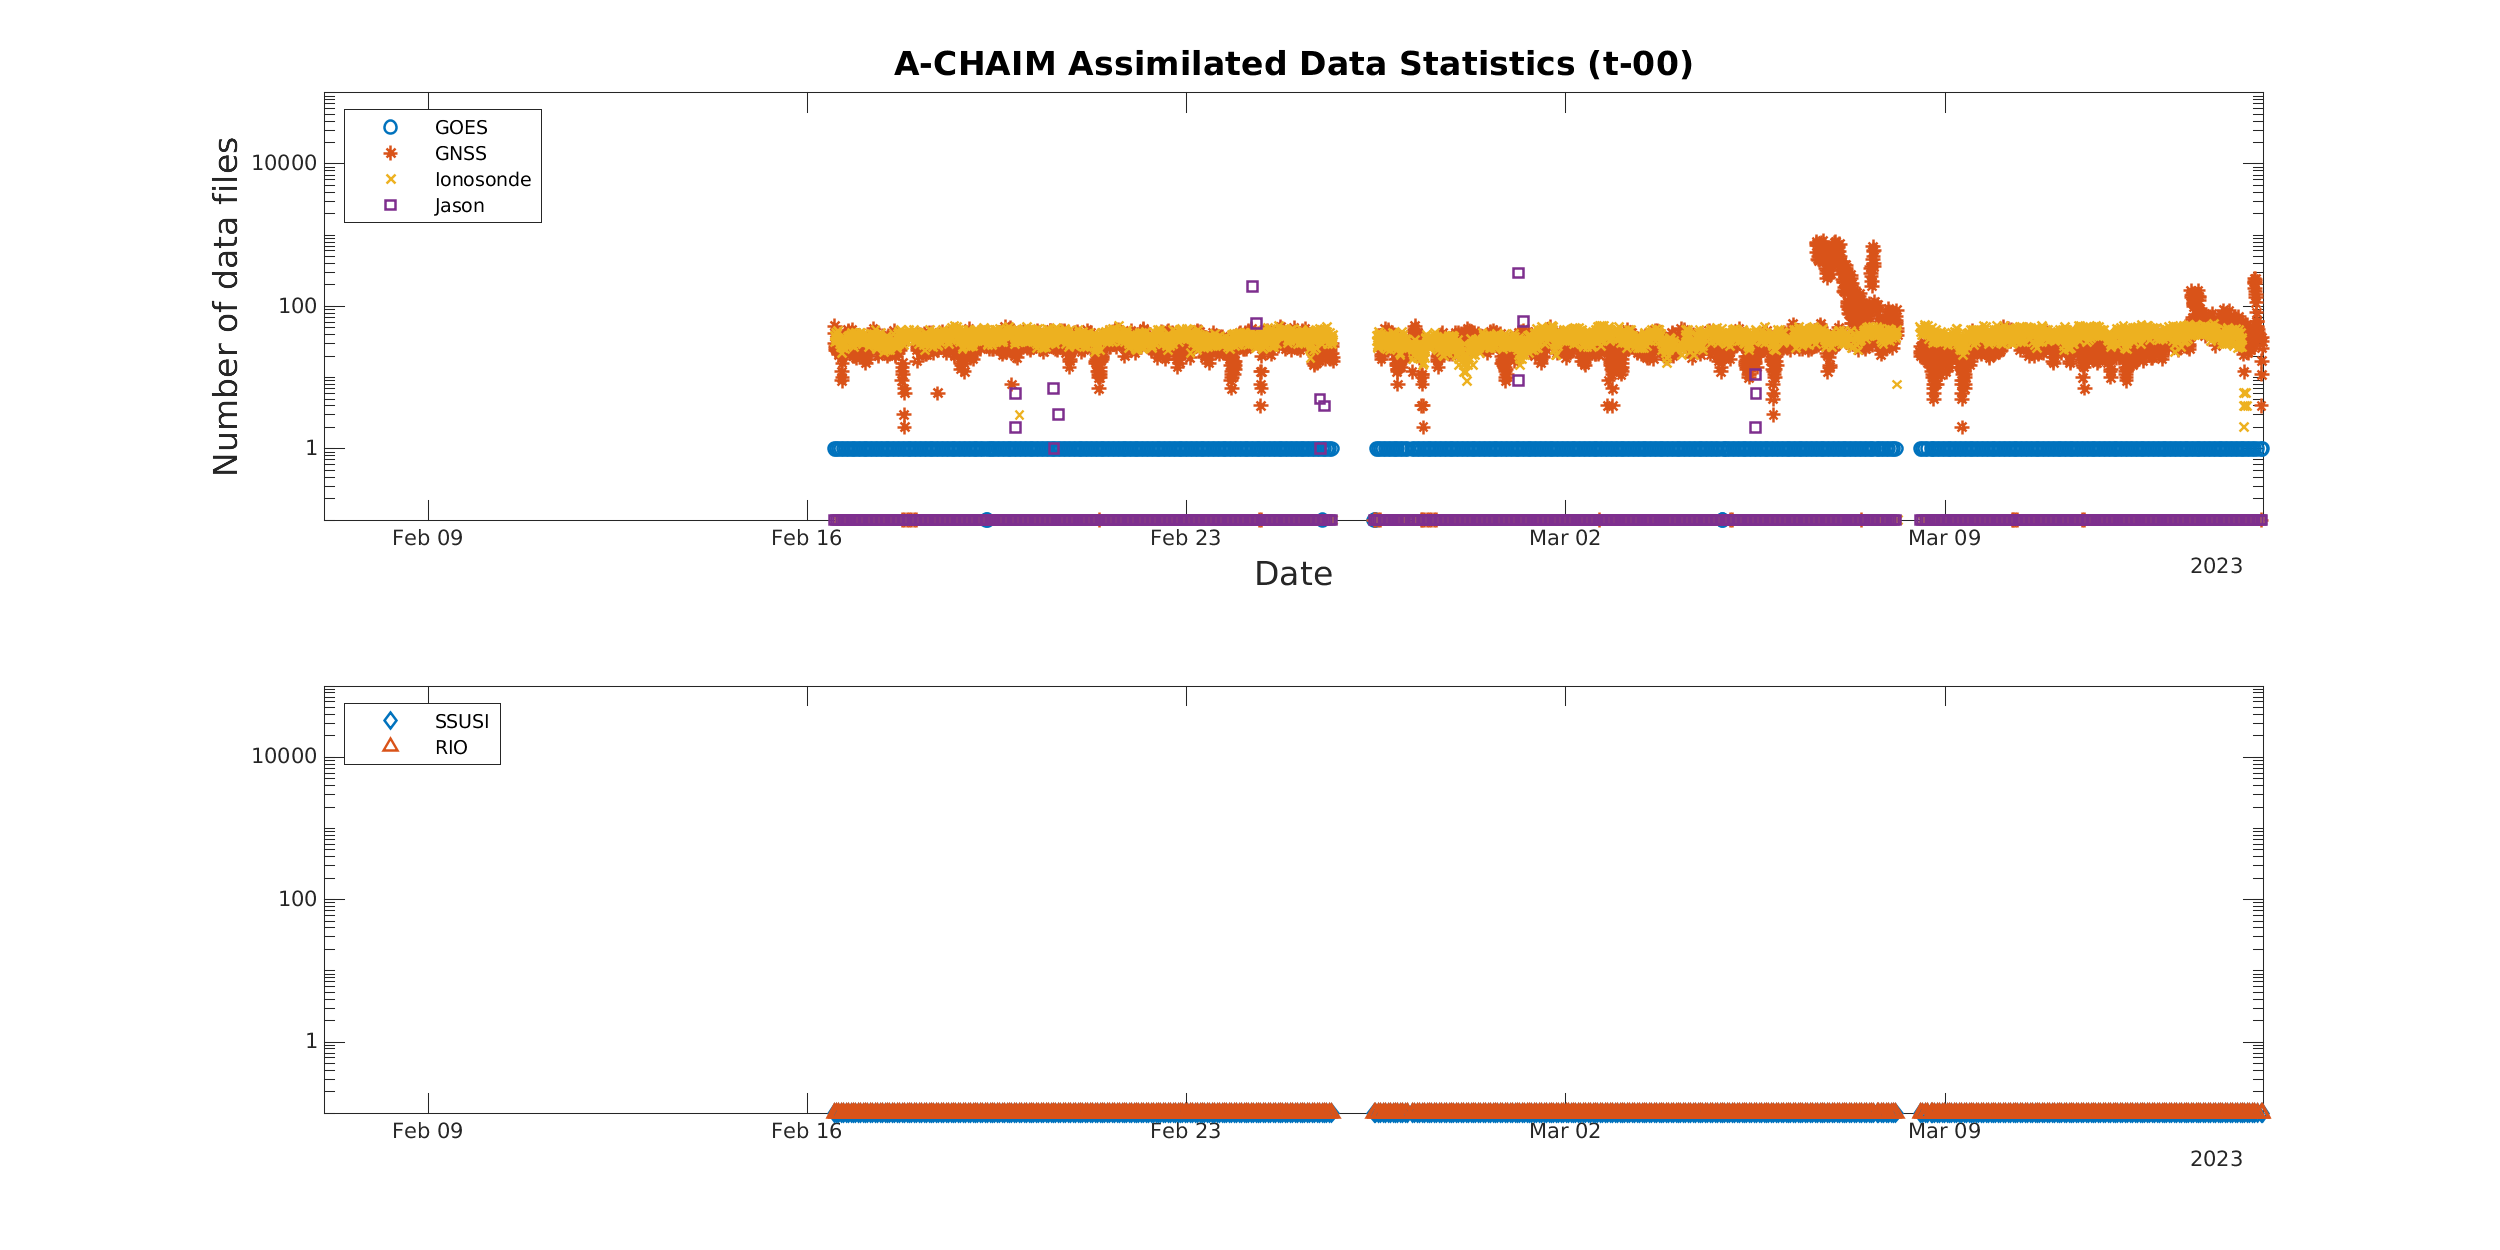 A-CHAIM Assimilated Data Statistics (t-00)
Number of data files
10000
100
1
GOES
GNSS
Ionosonde
Jason
Feb 09
Feb 16
Feb 23
Mar 02
Mar 09
2023
Date
10000
100
1
SSUSI
RIO
Feb 09
Feb 16
Feb 23
Mar 02
Mar 09
2023